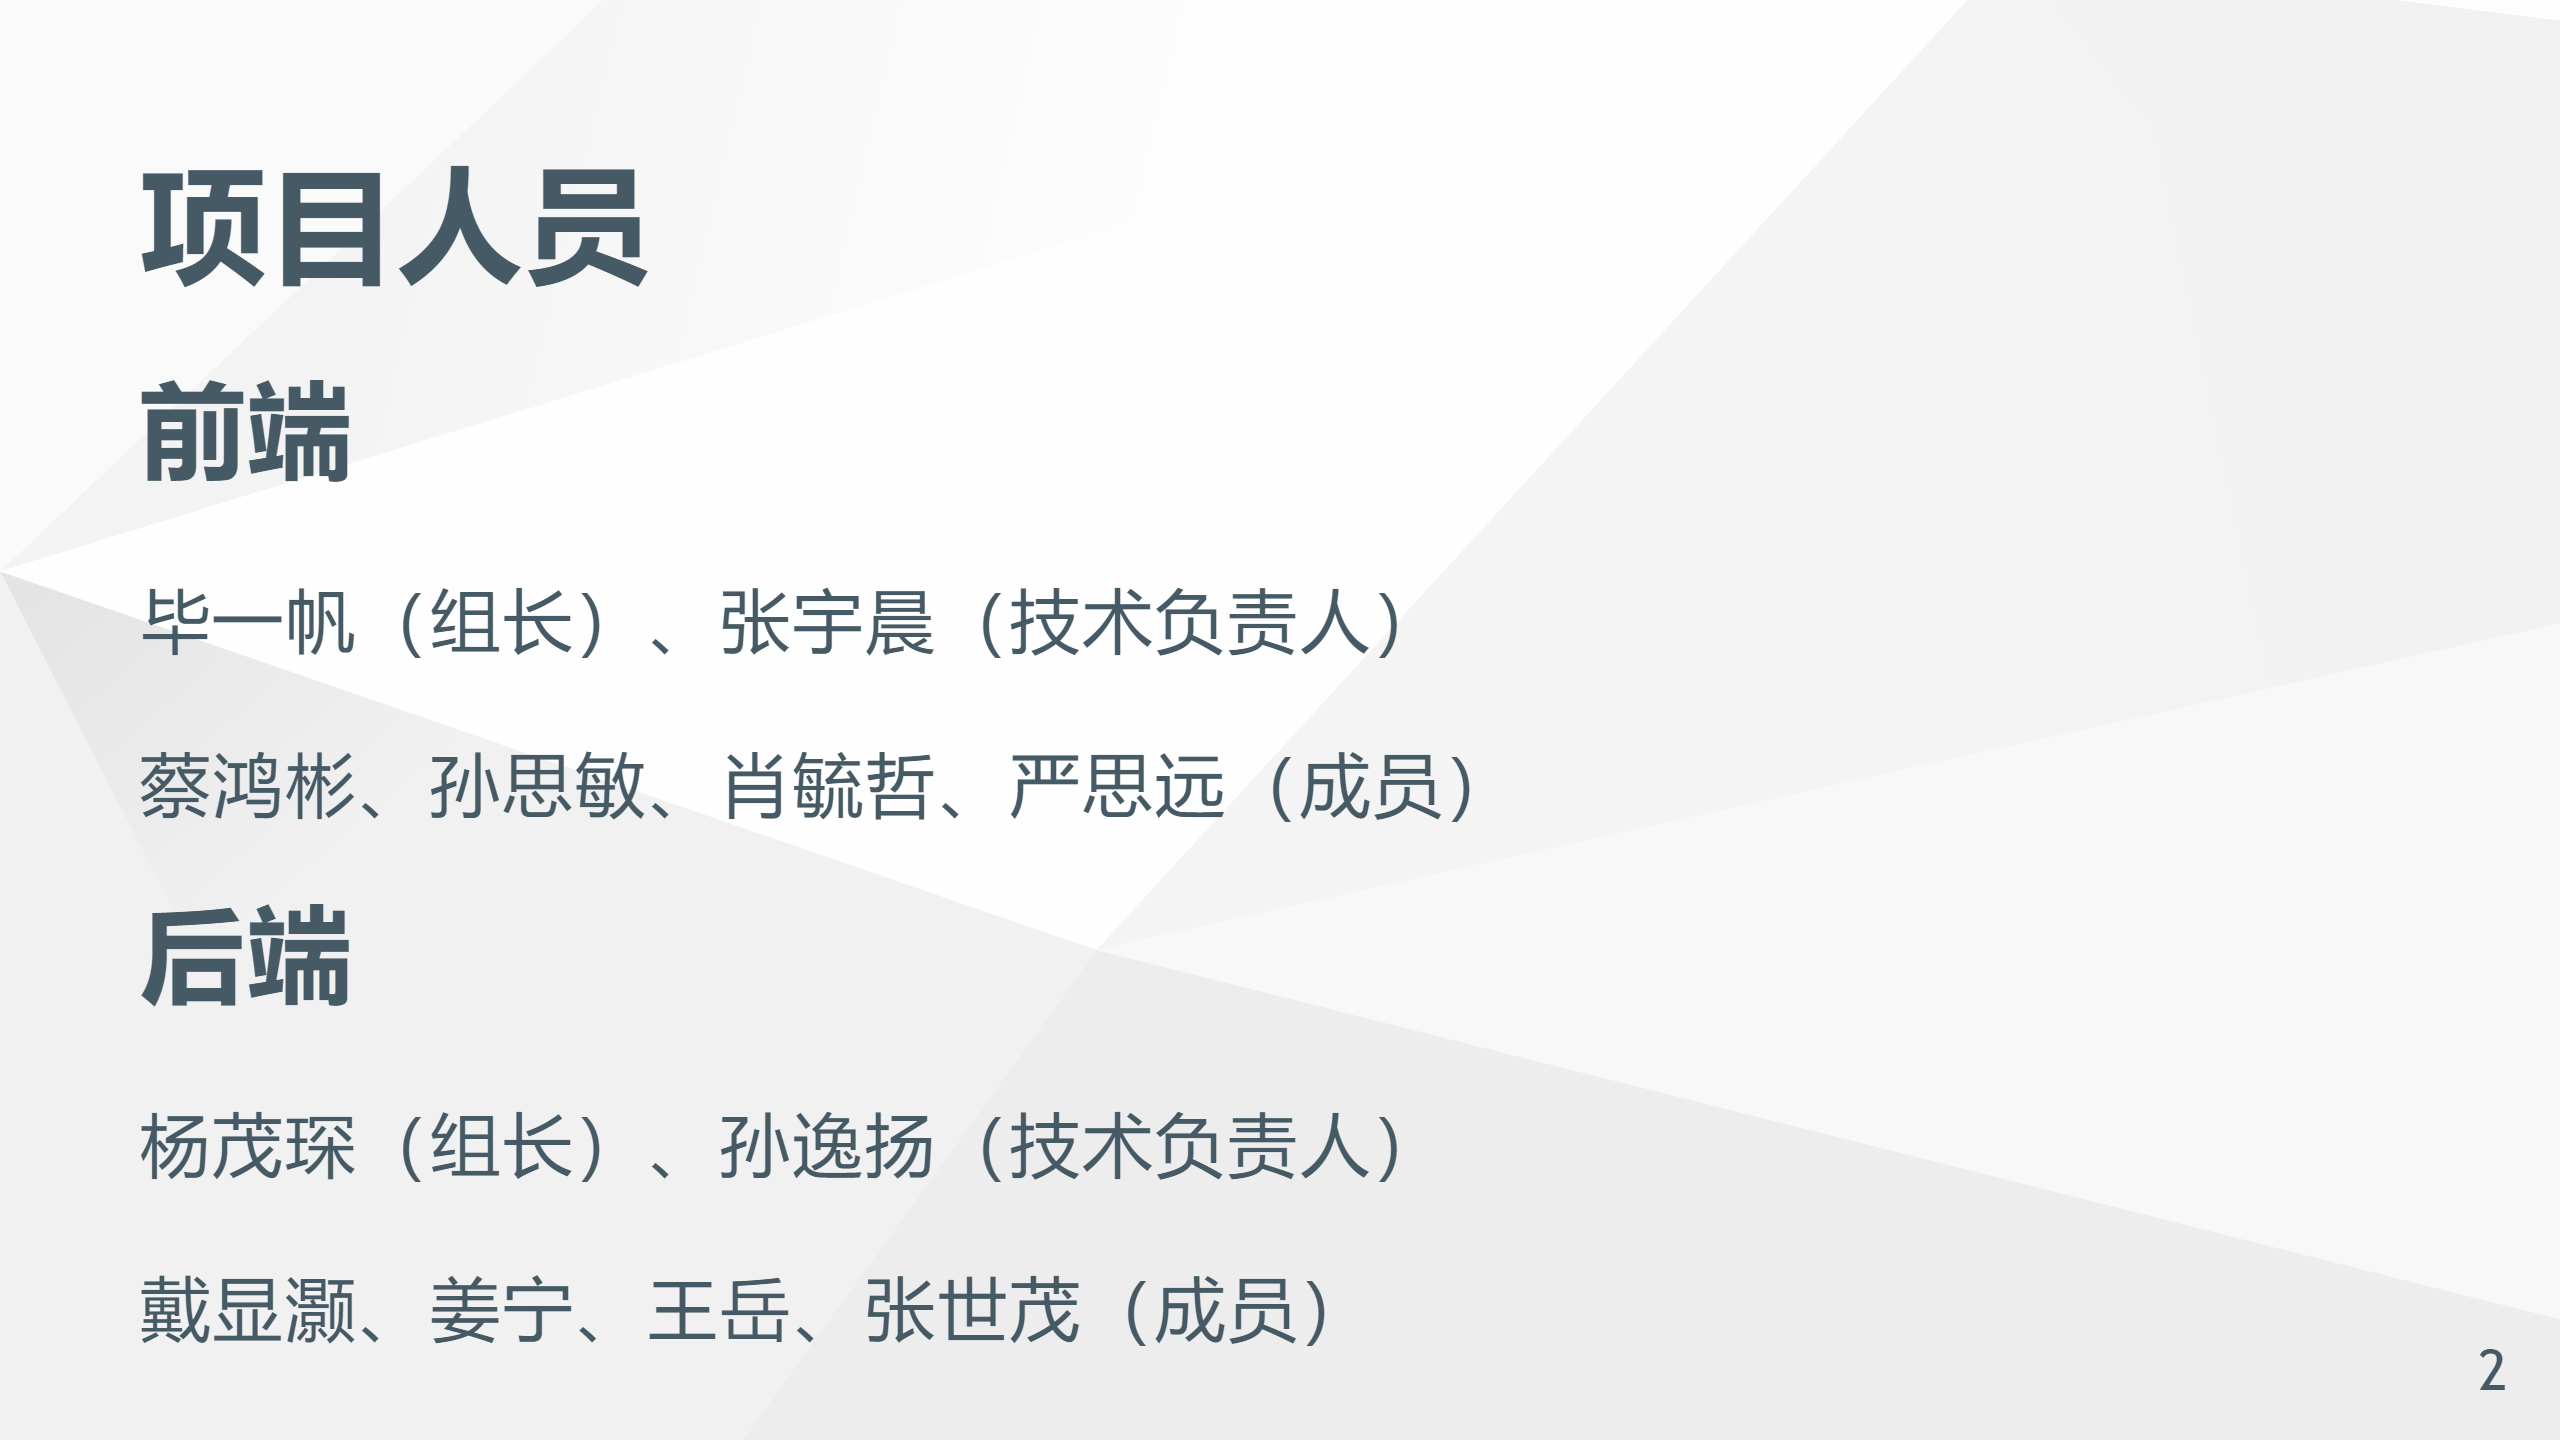 项目人员
前端
毕一帆（组长）、张宇晨（技术负责人）
蔡鸿彬、孙思敏、肖毓哲、严思远（成员）
后端
杨茂琛（组长）、孙逸扬（技术负责人）
戴显灏、姜宁、王岳、张世茂（成员）
2